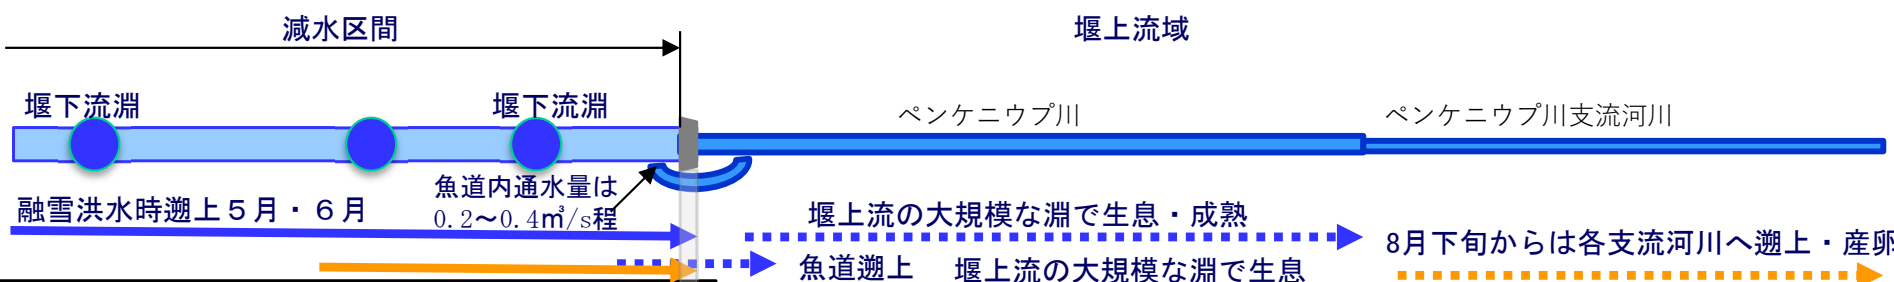 減水区間
堰上流域
堰下流淵
堰下流淵
ペンケニウプ川
ペンケニウプ川支流河川
魚道内通水量は
0.2～0.4㎥/s程
融雪洪水時遡上５月・６月
堰上流の大規模な淵で生息・成熟
8月下旬からは各支流河川へ遡上・産卵
魚道遡上
堰上流の大規模な淵で生息